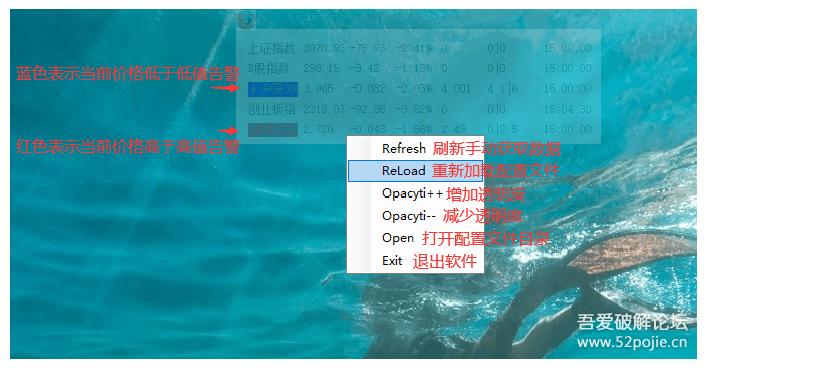 上证指数 3070.93 -75.93 -2.41% 0 0|0 15:00:00
B股指数 298.15 -3.42 -1.13% 0 0|0 15:00:00
蓝色表示当前价格低于低值告警
3.965 -0.082 -2.03% 4.001 4.1|6 15:00:00
创业板指 2318.07 -92.05 -3.82% 0 0|0 15:04:30
2.720 -0.043 -1.56% 2.49 0|2.5 15:00:00
红色表示当前价格高于高值告警
Refresh 刷新手动获取数据
ReLoad 重新加载配置文件
Opacyti++ 增加透明度
Opacyti-- 减少透明度
Open 打开配置文件目录
Exit 退出软件
吾爱破解论坛
www.52pojie.cn